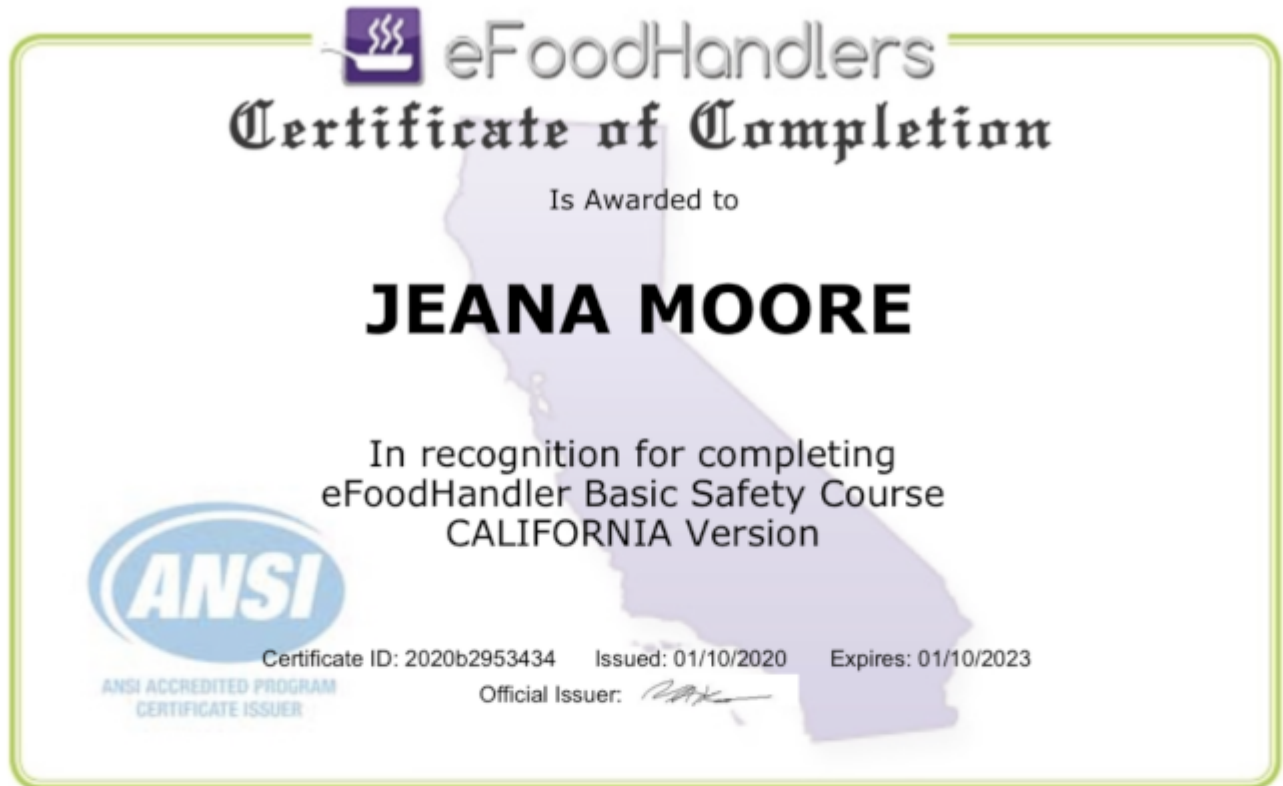 eFoodHandlers
Certificate of Completion
Is Awarded to
JEANA MOORE
In recognition for completing
eFoodHandler Basic Safety Course
CALIFORNIA Version
ANSI
ANSI ACCREDITED PROGRAM
CERTIFICATE ISSUER
Certificate ID: 2020b2953434 Issued: 01/10/2020 Expires: 01/10/2023
Official Issuer: